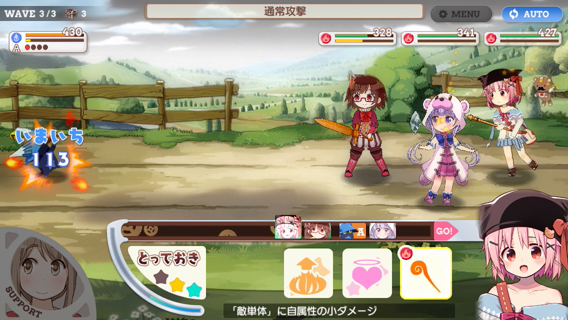 WAVE 3/3 3
通常攻撃
MENU
AUTO
430
A
328
341
427
いまいち
113
GO!
とっておき
A
SUPPORT
「敵単体」に自属性の小ダメージ